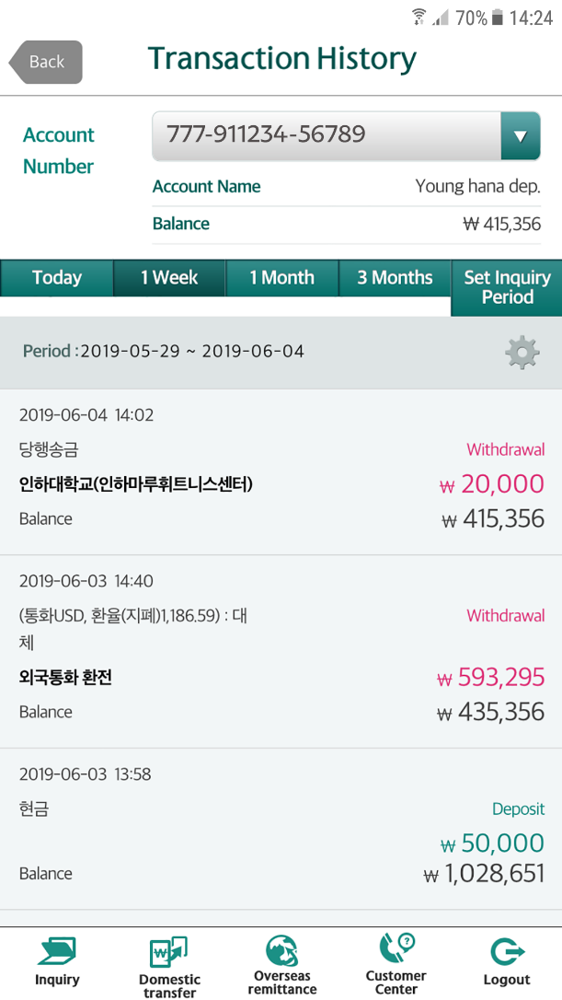 70% 14:24
Back
Transaction History
Account
Number
777-911234-56789
Account Name Young hana dep.
Balance ₩ 415,356
Today 1 Week 1 Month 3 Months Set Inquiry
Period
Period :2019-05-29 ~ 2019-06-04
2019-06-04 14:02
당행송금 Withdrawal
인하대학교(인하마루휘트니스센터) ₩ 20,000
Balance ₩ 415,356
2019-06-03 14:40
(통화USD, 환율(지폐)1,186.59) : 대 Withdrawal
체
외국통화 환전 ₩ 593,295
Balance ₩ 435,356
2019-06-03 13:58
현금 Deposit
₩ 50,000
Balance ₩ 1,028,651
Inquiry
Domestic
transfer
Overseas
remittance
Customer
Center
Logout